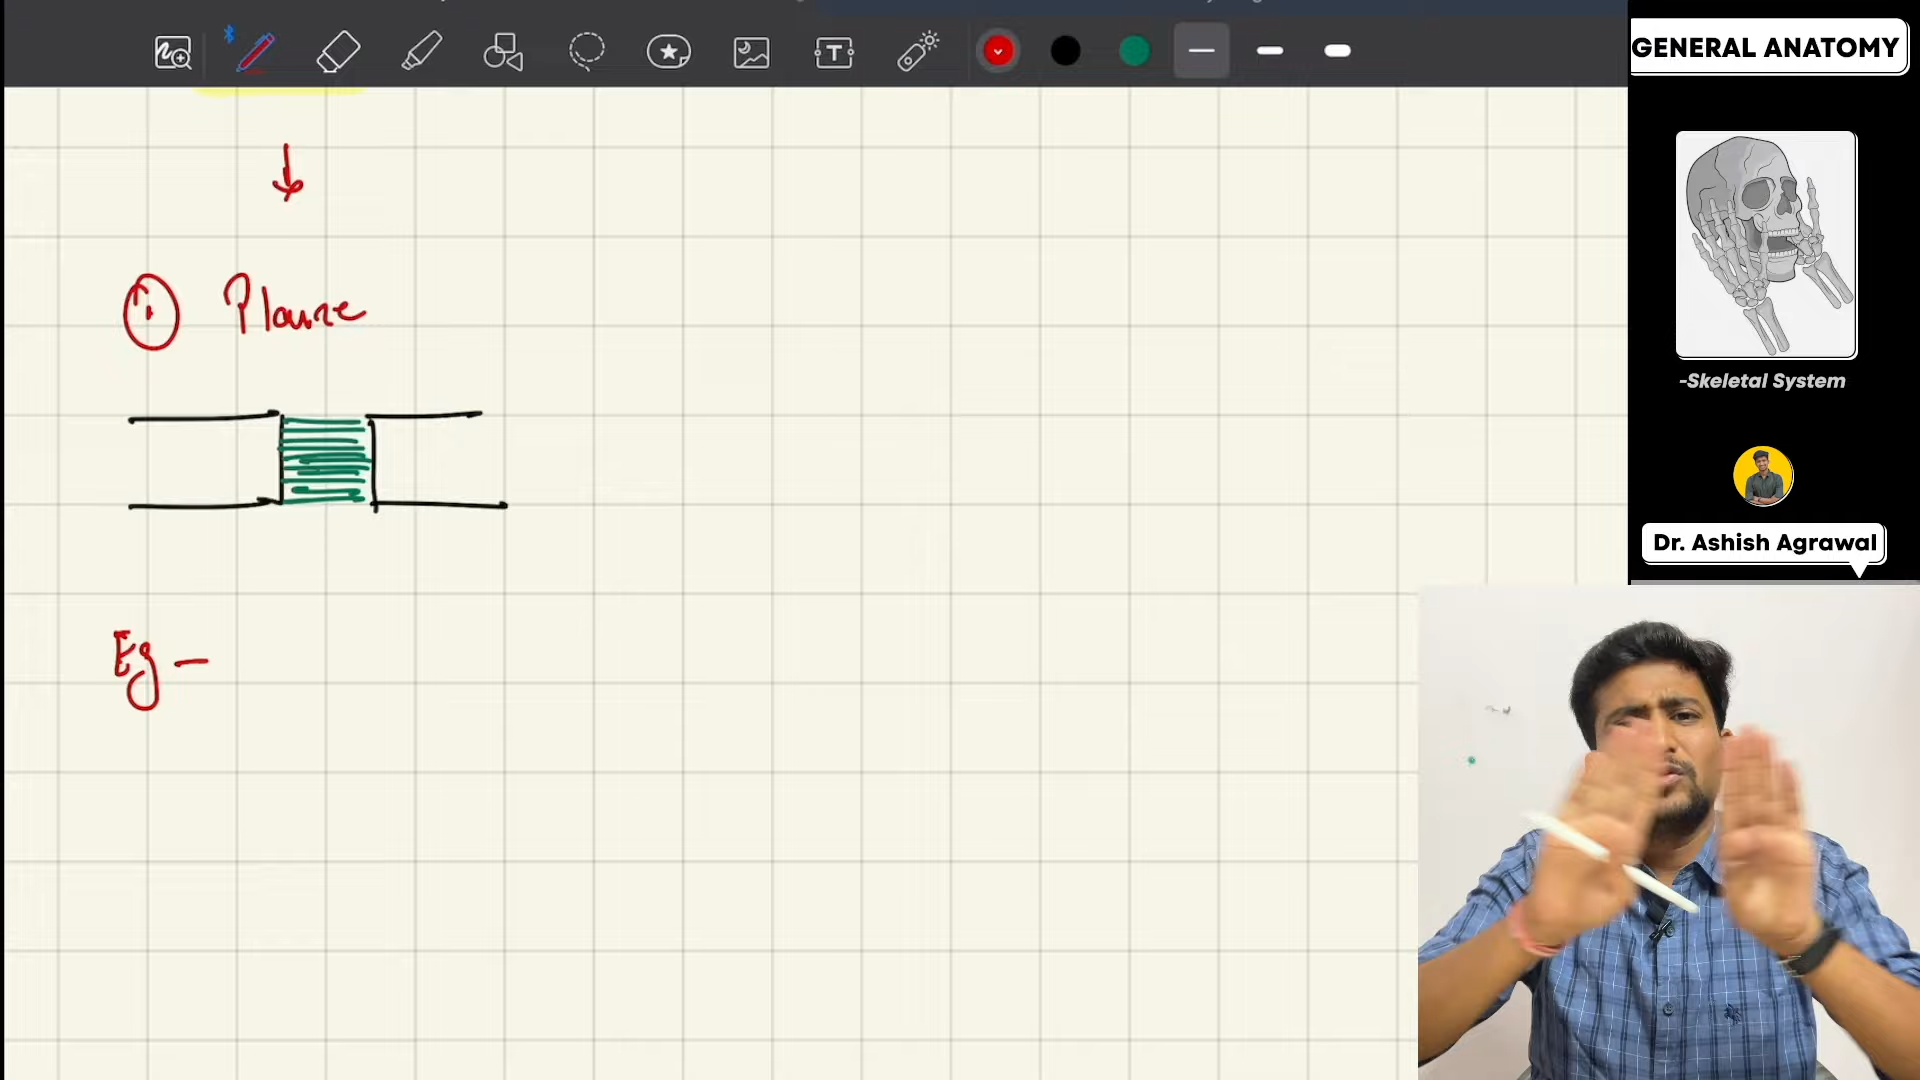 GENERAL ANATOMY
T
① Plane
-Skeletal System
Dr. Ashish Agrawal
Eg -